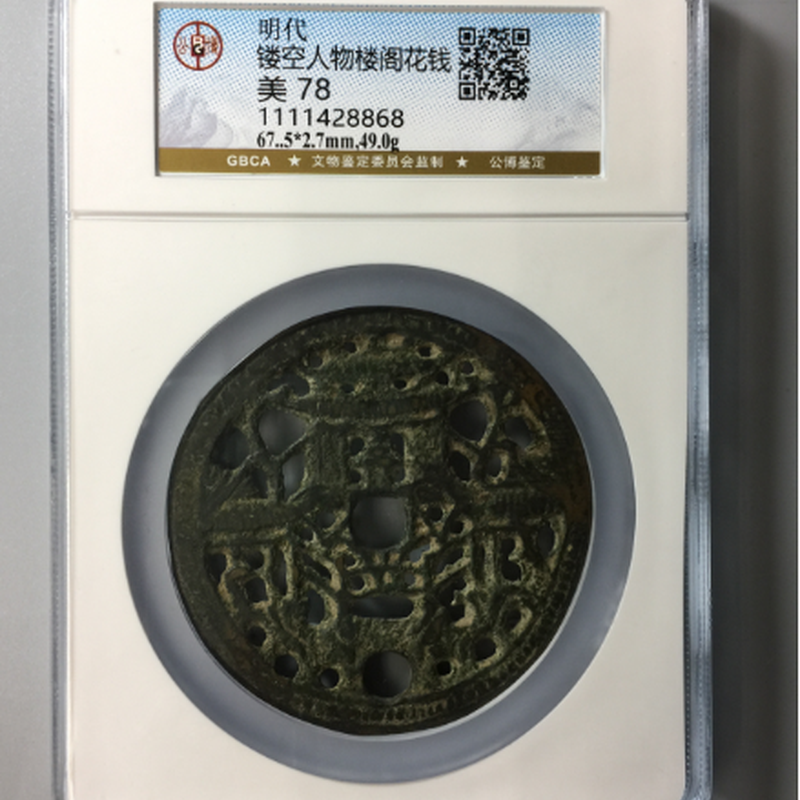 明代
镂空人物楼阁花钱
美 78
1111428868
67..5*2.7mm,49.0g
GBCA ★ 文物鉴定委员会监制 ★ 公博鉴定